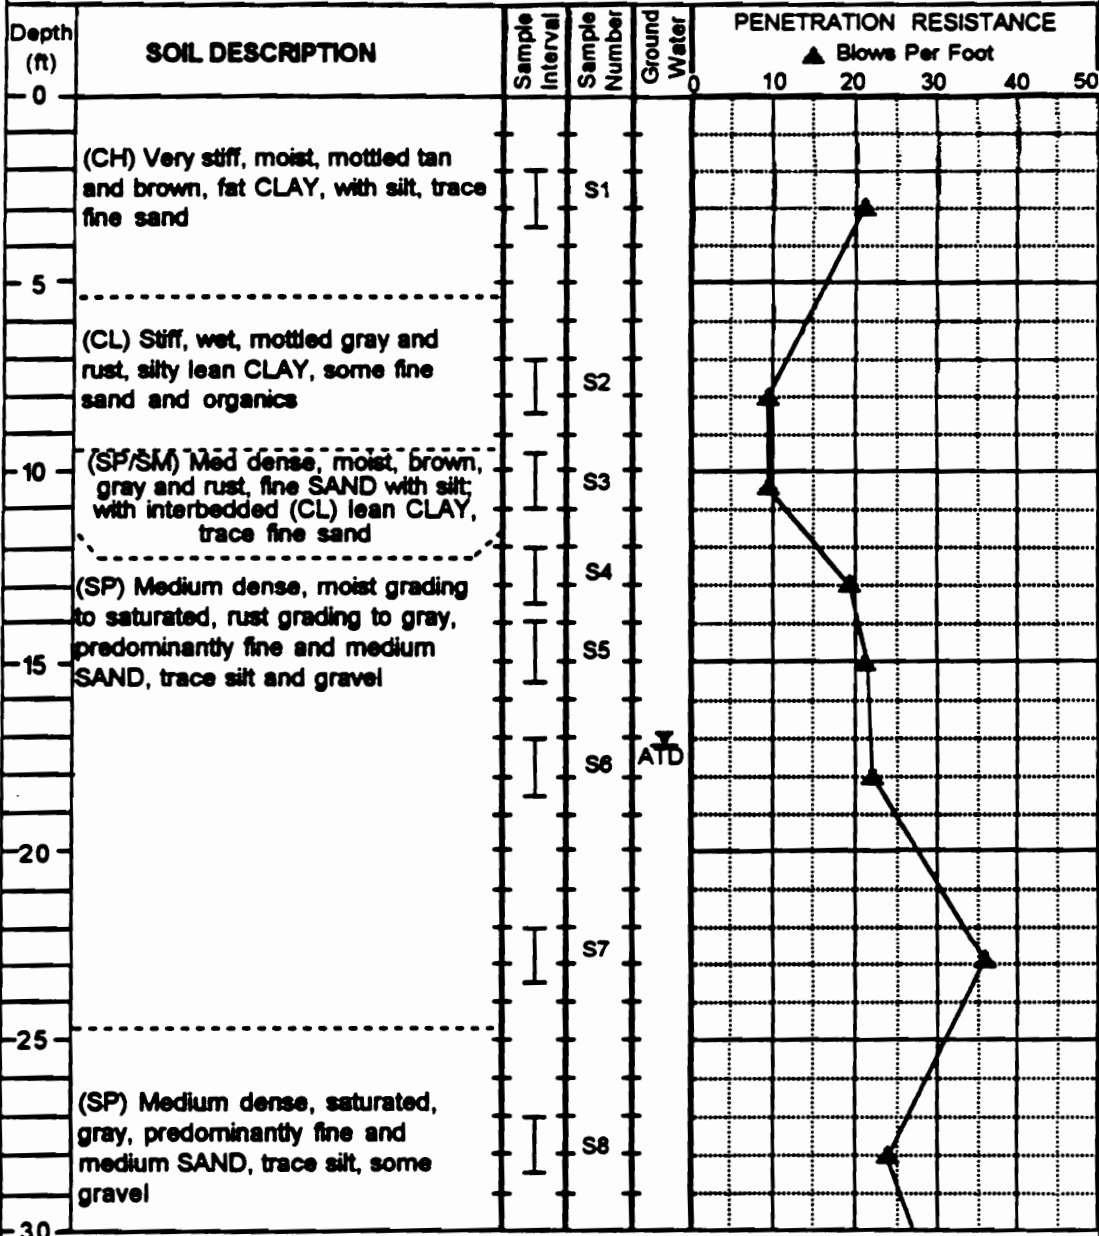 Depth
(ft)
SOIL DESCRIPTION
Sample
Interval
Sample
Number
Ground
Water
PENETRATION RESISTANCE
▲ Blows Per Foot
0 10 20 30 40 50
0
(CH) Very stiff, moist, mottled tan
and brown, fat CLAY, with silt, trace
fine sand
S1
5
(CL) Stiff, wet, mottled gray and
rust, silty lean CLAY, some fine
sand and organics
S2
(SP/SM) Med dense, moist, brown,
gray and rust, fine SAND with silt;
with interbedded (CL) lean CLAY,
trace fine sand
10
S3
(SP) Medium dense, moist grading
to saturated, rust grading to gray,
predominantly fine and medium
SAND, trace silt and gravel
S4
15
S5
S6
ATD
20
S7
25
(SP) Medium dense, saturated,
gray, predominantly fine and
medium SAND, trace silt, some
gravel
S8
30